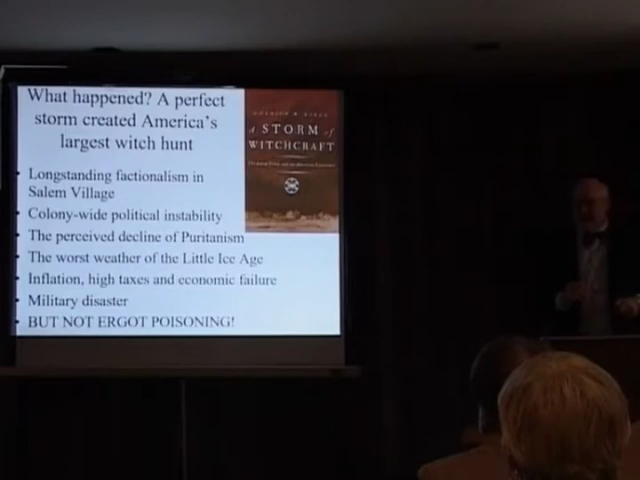 What happened? A perfect
storm created America's
largest witch hunt
Longstanding factionalism in
Salem Village
Colony-wide political instability
The perceived decline of Puritanism
The worst weather of the Little Ice Age
Inflation, high taxes and economic failure
Military disaster
BUT NOT ERGOT POISONING!
A STORM of
WITCHCRAFT